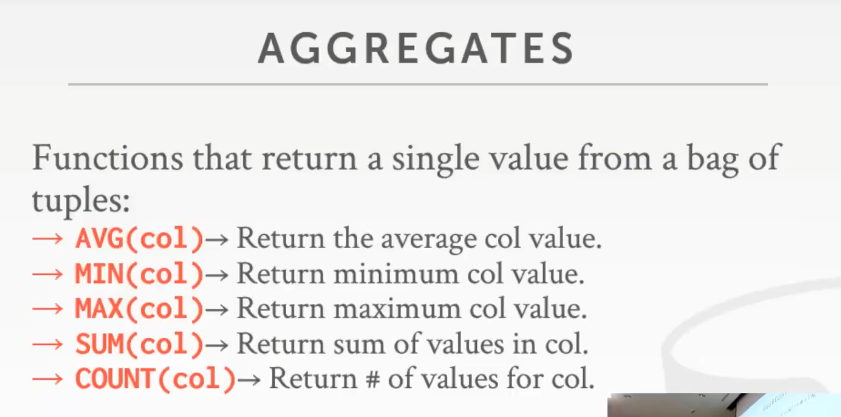 AGGREGATES
Functions that return a single value from a bag of
tuples:
→ AVG(col)→ Return the average col value.
→ MIN(col)→ Return minimum col value.
→ MAX(col)→ Return maximum col value.
→ SUM(col)→ Return sum of values in col.
→ COUNT(col)→ Return # of values for col.